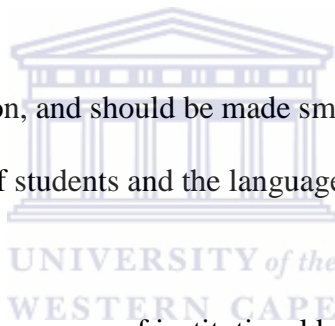 on, and should be made sm
f students and the language
UNIVERSITY of the
WESTERN CAPE